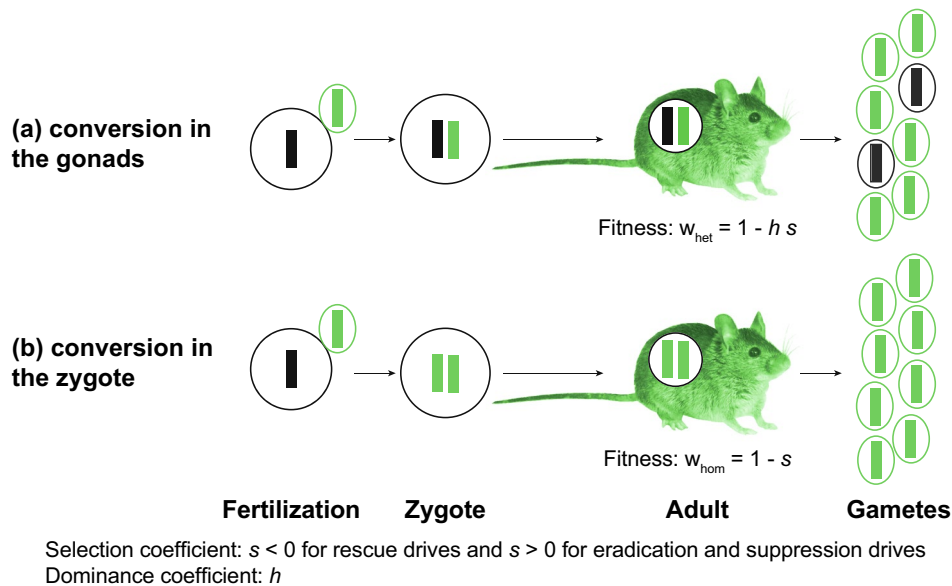 (a) conversion in
the gonads
Fitness: w_het = 1 - h s
(b) conversion in
the zygote
Fitness: w_hom = 1 - s
Fertilization Zygote Adult Gametes
Selection coefficient: s < 0 for rescue drives and s > 0 for eradication and suppression drives
Dominance coefficient: h